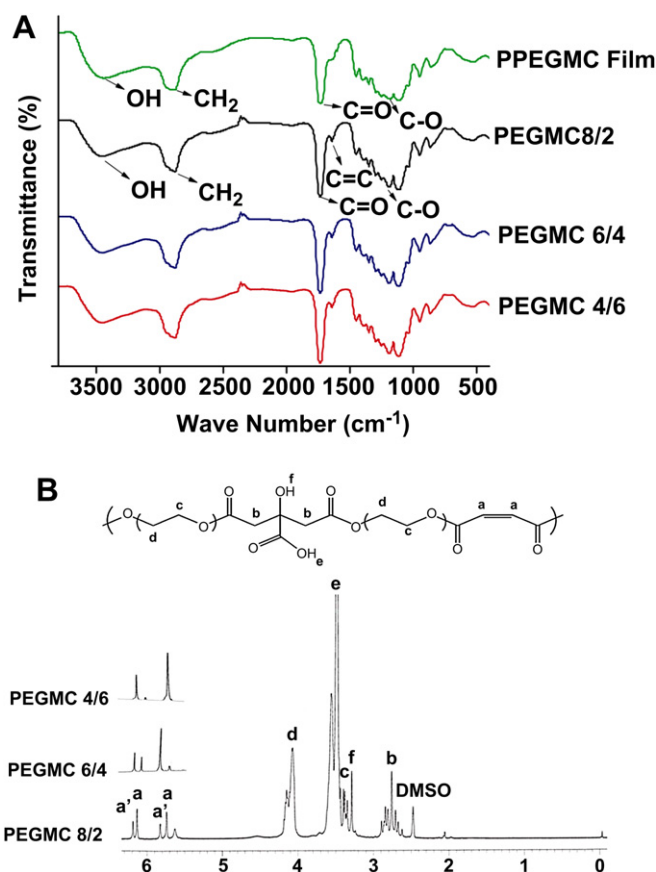 A
Transmittance (%)
PPEGMC Film
OH
CH2
C=O
C-O
PEGMC8/2
OH
CH2
C=C
C=O
C-O
PEGMC 6/4
PEGMC 4/6
3500 3000 2500 2000 1500 1000 500
Wave Number (cm-1)
B
f
O OH O
c b b d a a
O O O O O
d c
O OH O O
e
e
PEGMC 4/6
PEGMC 6/4
d
c f b
DMSO
a' a a' a
PEGMC 8/2
6 5 4 3 2 1 0